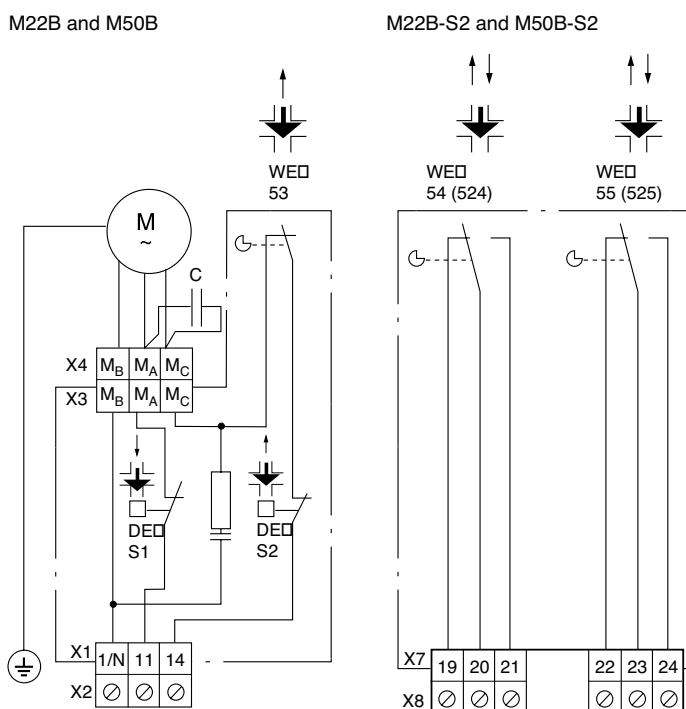 M22B and M50B
M22B-S2 and M50B-S2
WE□
53
WE□
54 (524)
WE□
55 (525)
M
~
C
X4 M_B M_A M_C
X3 M_B M_A M_C
DE□
S1
DE□
S2
X1 1/N 11 14
X2
X7 19 20 21 22 23 24
X8